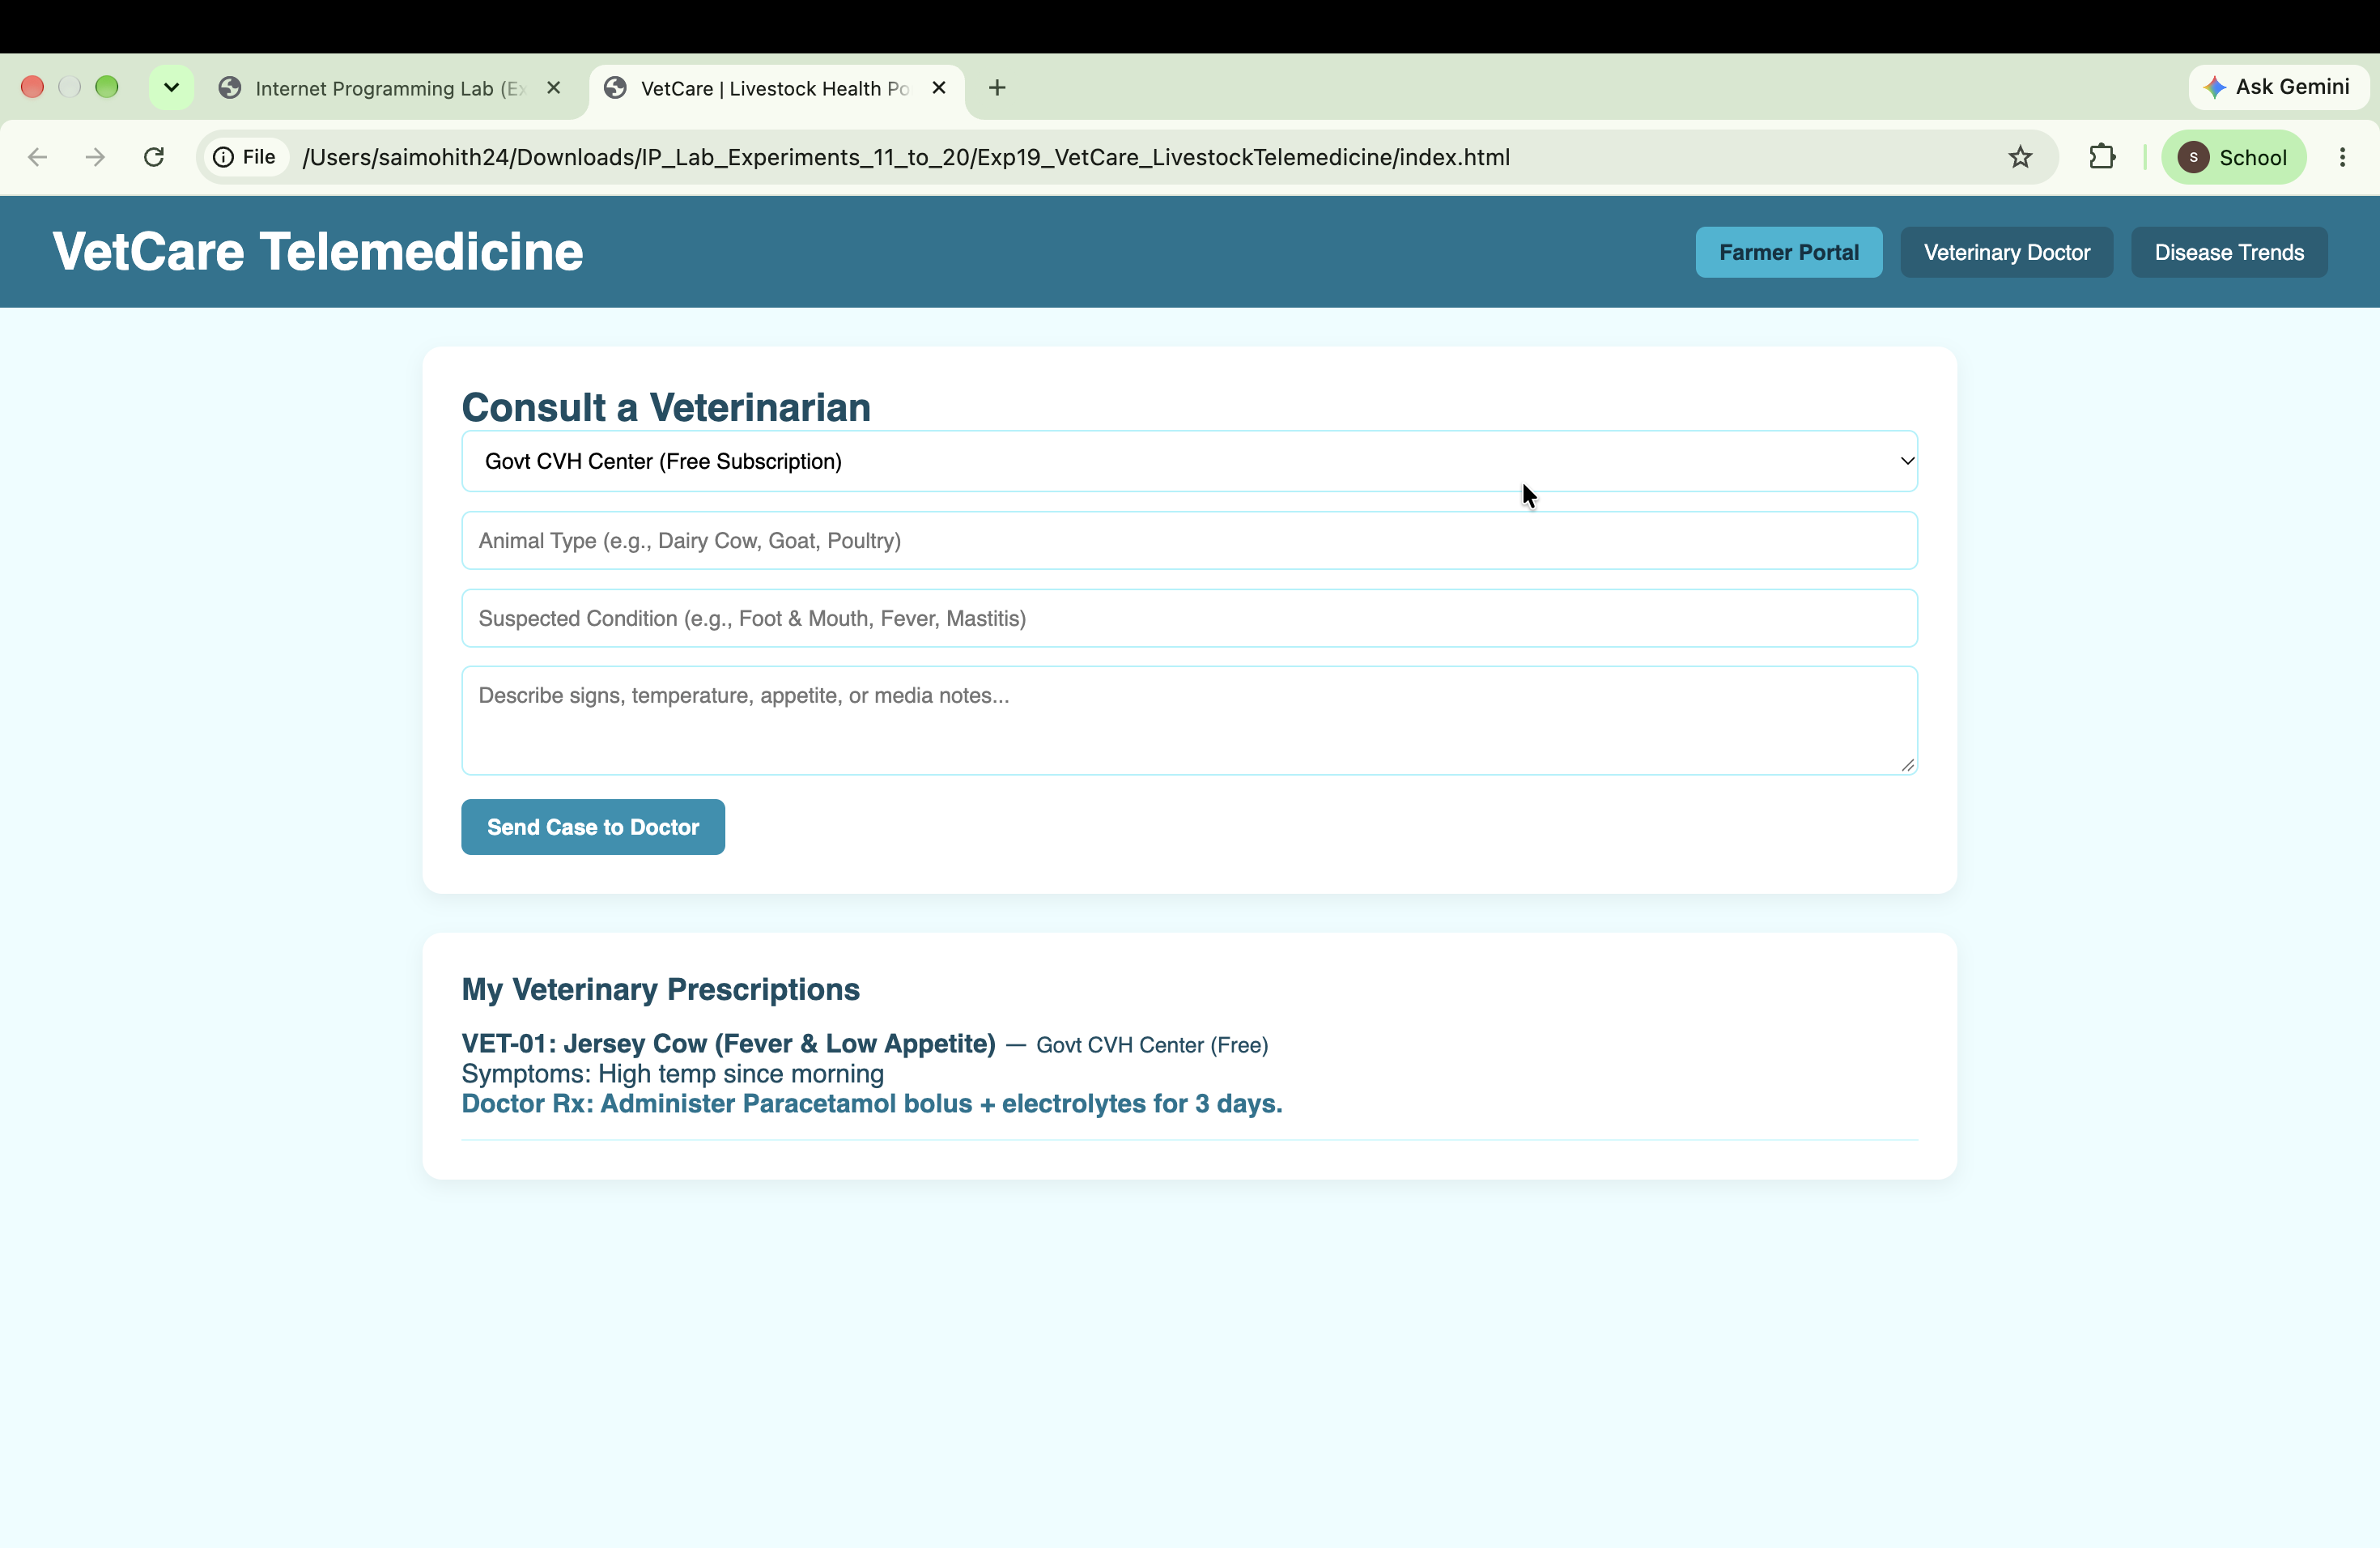 Internet Programming Lab (Ex
VetCare | Livestock Health Po
Ask Gemini
File
/Users/saimohith24/Downloads/IP_Lab_Experiments_11_to_20/Exp19_VetCare_LivestockTelemedicine/index.html
S
School
VetCare Telemedicine
Farmer Portal
Veterinary Doctor
Disease Trends
Consult a Veterinarian
Govt CVH Center (Free Subscription)
Animal Type (e.g., Dairy Cow, Goat, Poultry)
Suspected Condition (e.g., Foot & Mouth, Fever, Mastitis)
Describe signs, temperature, appetite, or media notes...
Send Case to Doctor
My Veterinary Prescriptions
VET-01: Jersey Cow (Fever & Low Appetite) — Govt CVH Center (Free)
Symptoms: High temp since morning
Doctor Rx: Administer Paracetamol bolus + electrolytes for 3 days.